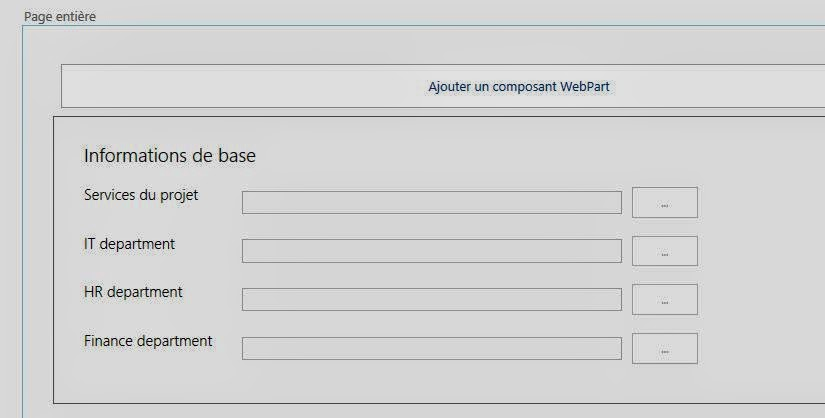 Page entière
Ajouter un composant WebPart
Informations de base
Services du projet
...
IT department
...
HR department
...
Finance department
...